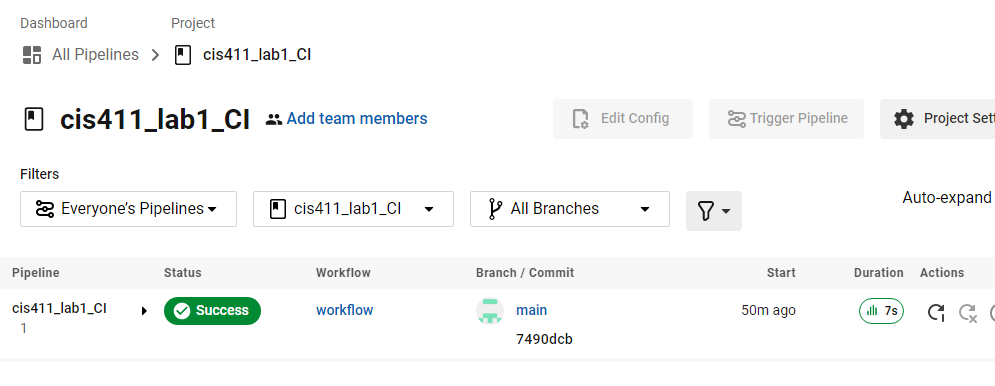 Dashboard Project
All Pipelines cis411_lab1_CI
cis411_lab1_CI Add team members Edit Config Trigger Pipeline Project Sett
Filters
Everyone's Pipelines cis411_lab1_CI All Branches Auto-expand
Pipeline Status Workflow Branch / Commit Start Duration Actions
cis411_lab1_CI Success workflow main 50m ago 7s
1 7490dcb